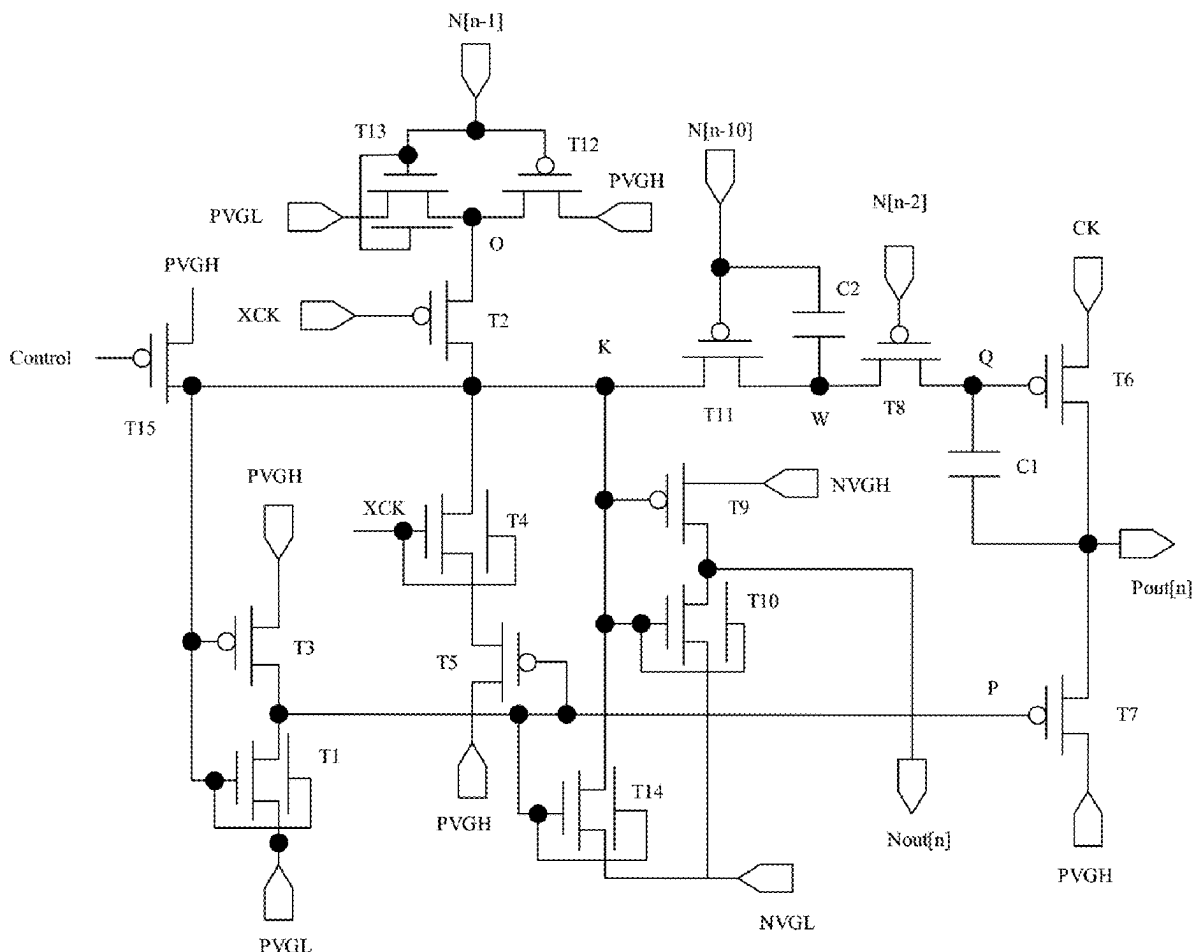 N[n-1]
T13
T12
N[n-10]
PVGH
N[n-2]
PVGL
CK
O
PVGH
C2
XCK
T2
K
Q
Control
T6
T11
W
T8
T15
C1
PVGH
NVGH
XCK
T4
T9
Pout[n]
T10
T3
T5
P
T7
T1
T14
PVGH
Nout[n]
PVGH
NVGL
PVGL